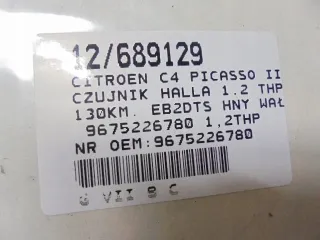 12/689129
CITROEN C4 PICASSO II
CZUJNIK HALLA 1.2 THP
130KM. EB2DTS HNY WAŁ
9675226780 1,2THP
NR OEM:9675226780
VII B C